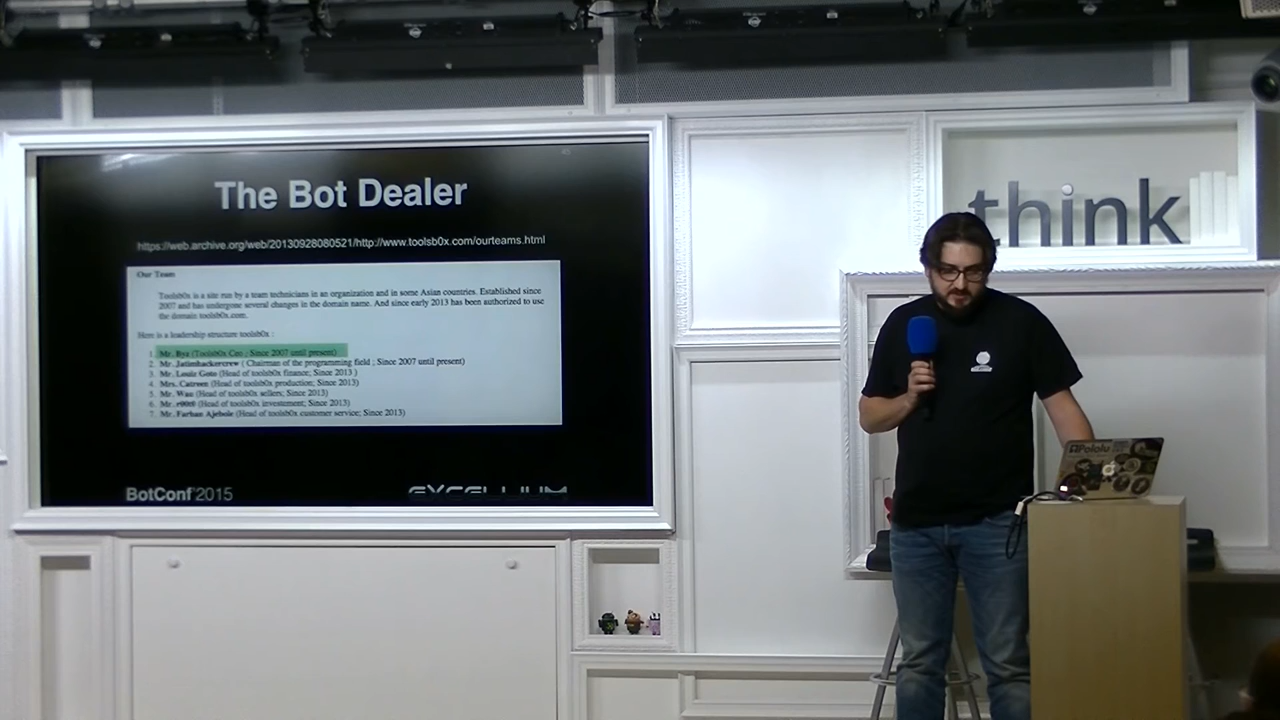 The Bot Dealer
https://web.archive.org/web/20130928080521/http://www.toolsb0x.com/ourteams.html
Our Team
Toolsb0x is a site run by a team technicians in an organization and in some Asian countries. Established since
2007 and has undergone several changes in the domain name. And since early 2013 has been authorized to use
the domain toolsb0x.com.
Here is a leadership structure toolsb0x :
1. Mr. Bya (Toolsb0x Ceo ; Since 2007 until present)
2. Mr. Jatimhackercrew ( Chairman of the programming field ; Since 2007 until present)
3. Mr. Louiz Goto (Head of toolsb0x finance; Since 2013 )
4. Mrs. Catreen (Head of toolsb0x production; Since 2013)
5. Mr. Wan (Head of toolsb0x sellers; Since 2013)
6. Mr. r00t0 (Head of toolsb0x investement; Since 2013)
7. Mr. Farhan Ajebole (Head of toolsb0x customer service; Since 2013)
BotConf'2015
EXCELLIUM
think
Pololu